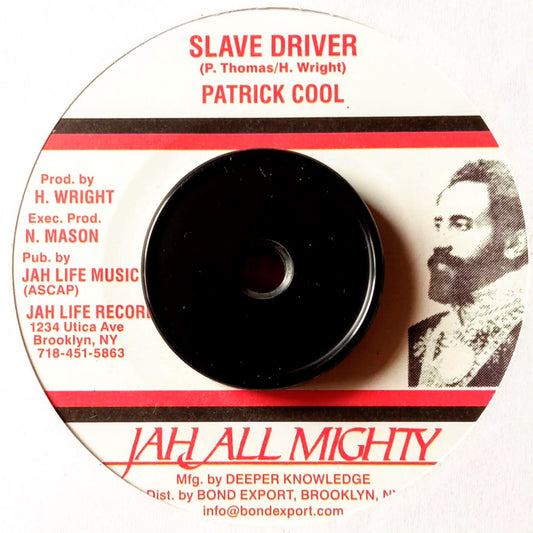 SLAVE DRIVER
(P. Thomas/H. Wright)
PATRICK COOL
Prod. by
H. WRIGHT
Exec. Prod.
N. MASON
Pub. by
JAH LIFE MUSIC
(ASCAP)
JAH LIFE RECOR
1234 Utica Ave
Brooklyn, NY
718-451-5863
JAH ALL MIGHTY
Mfg. by DEEPER KNOWLEDGE
Dist. by BOND EXPORT, BROOKLYN, NY
info@bondexport.com